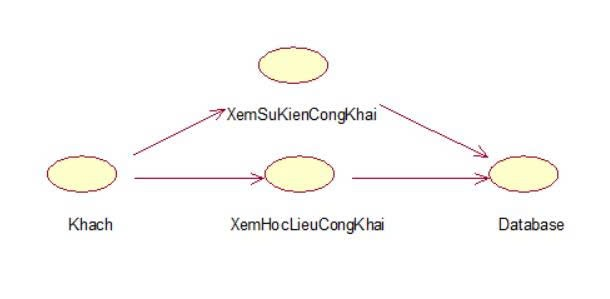 XemSuKienCongKhai
Khach
XemHocLieuCongKhai
Database